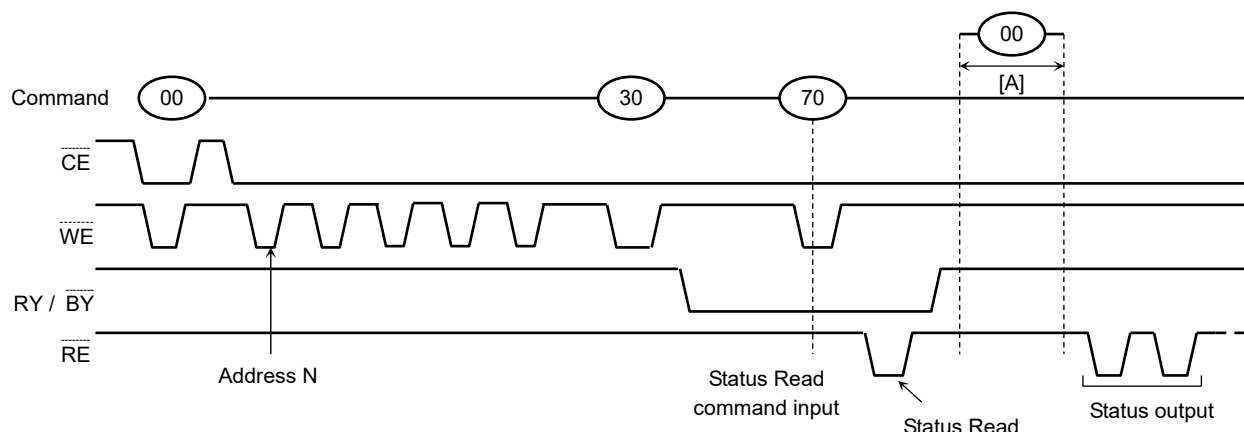 00
[A]
Command 00 30 70
CE
WE
RY / BY
RE
Address N
Status Read
command input
Status Read
Status output